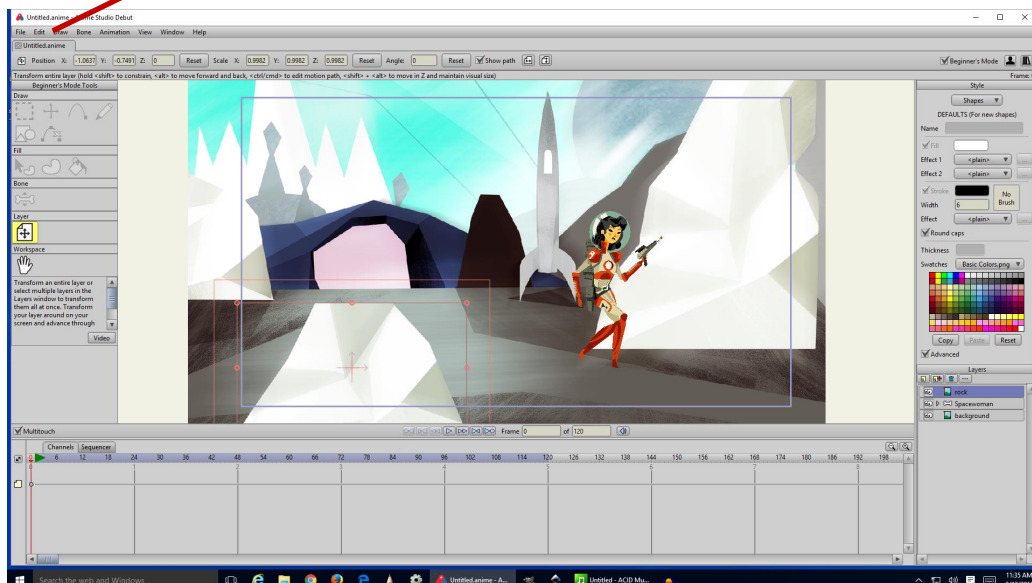 Untitled.anime - Anime Studio Debut
File Edit Draw Bone Animation View Window Help
Untitled.anime
Position X: -1.0637 Y: -0.7491 Z: 0 Reset Scale X: 0.9982 Y: 0.9982 Z: 0.9982 Reset Angle: 0 Reset Show path Beginner's Mode
Transform entire layer (hold <shift> to constrain, <alt> to move forward and back, <ctrl/cmd> to edit motion path, <shift> + <alt> to move in Z and maintain visual size) Frame:
Beginner's Mode Tools
Draw
Fill
Bone
Layer
Workspace
Transform an entire layer or
select multiple layers in the
Layers window to transform
them all at once. Transform
your layer around on your
screen and advance through
Video
Style
Shapes
DEFAULTS (For new shapes)
Name
Fill
Effect 1 <plain>
Effect 2 <plain>
Stroke No Brush
Width 6
Effect <plain>
Round caps
Thickness
Swatches Basic Colors.png
Copy Paste Reset
Advanced
Layers
rock
Spacewoman
background
Multitouch Frame 0 of 120
Channels Sequencer
0 6 12 18 24 30 36 42 48 54 60 66 72 78 84 90 96 102 108 114 120 126 132 138 144 150 156 162 168 174 180 186 192 198
0 1 2 3 4 5 6 7 8
Search the web and Windows Untitled.anime - A... Untitled - ACID Mu... 11:35 AM